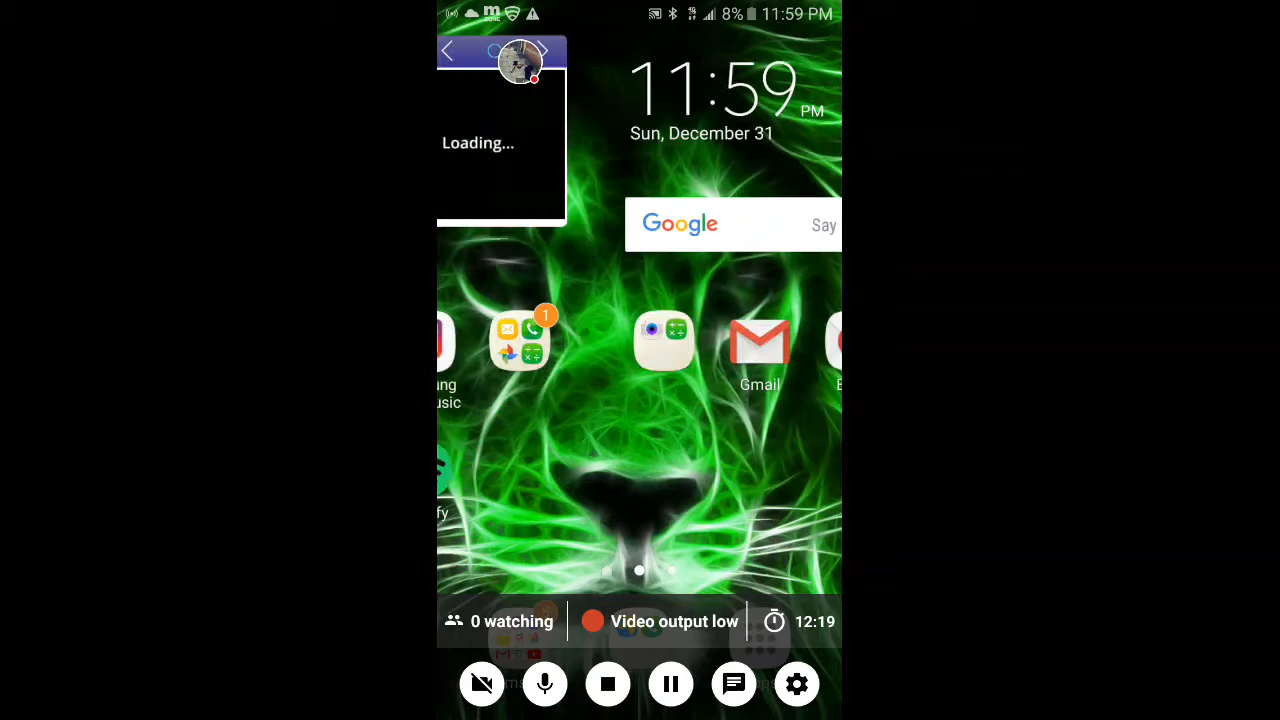 m
ZONE
8%
11:59 PM
11:59
PM
Sun, December 31
Loading...
Google
Say
1
Gmail
ung
usic
fy
0 watching
Video output low
12:19